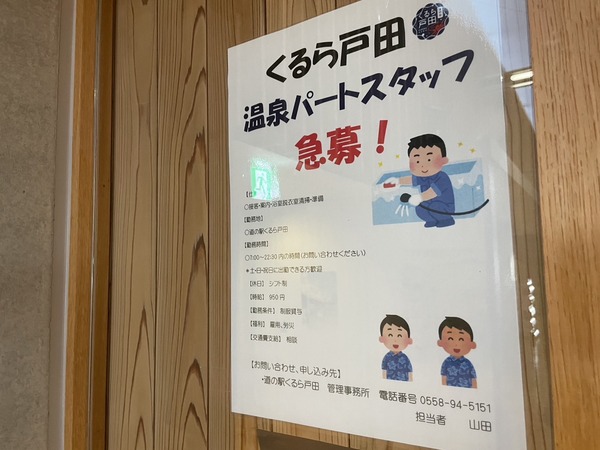 くるら戸田
くるら
戸田
温泉パートスタッフ
急募！
【仕
○接客・案内・浴室脱衣室清掃・準備
【勤務地】
○道の駅くるら戸田
【勤務時間】
○7:00～22:30 内の時間（お問い合わせください）
＊土・日・祝日に出勤できる方歓迎
【休日】 シフト制
【時給】 950円
【勤務条件】 制服貸与
【福利】 雇用、労災
【交通費支給】 相談
【お問い合わせ、申し込み先】
・道の駅くるら戸田 管理事務所 電話番号 0558-94-5151
担当者 山田